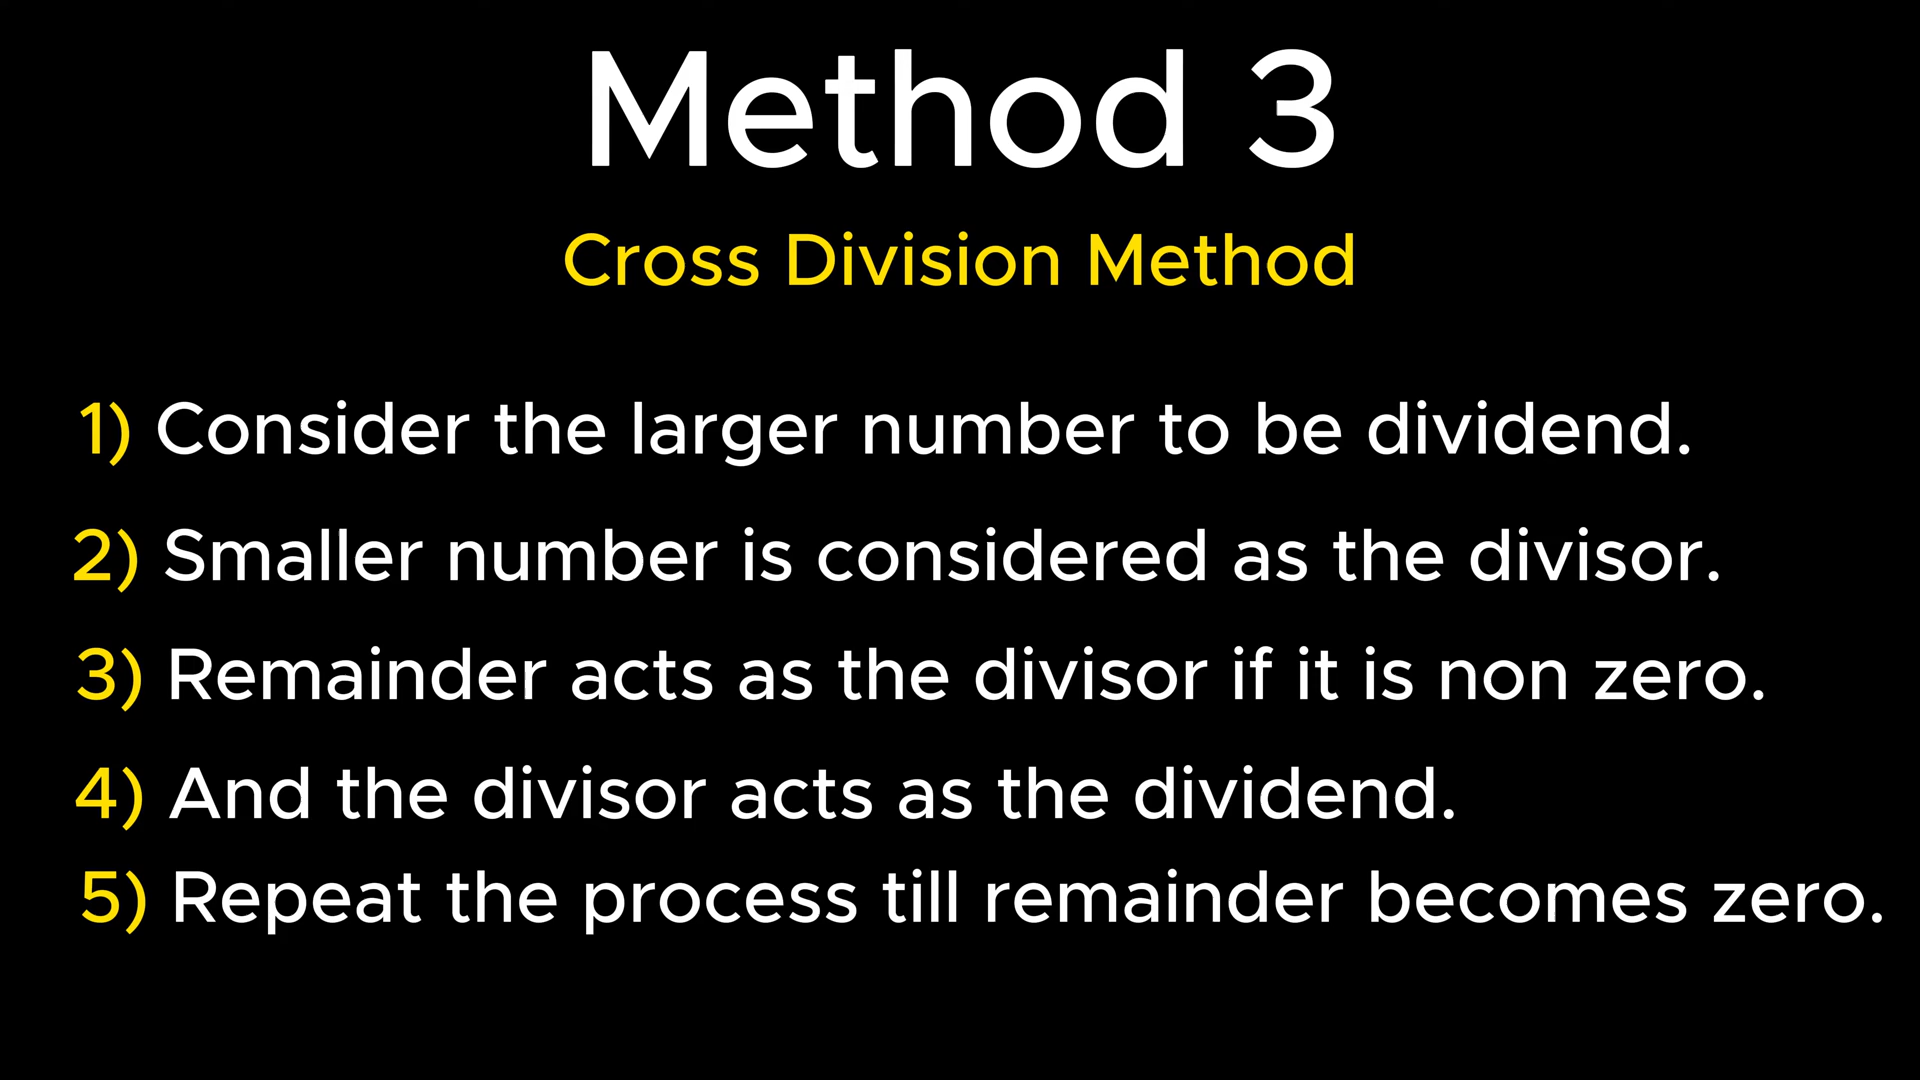 Method 3
Cross Division Method
1) Consider the larger number to be dividend.
2) Smaller number is considered as the divisor.
3) Remainder acts as the divisor if it is non zero.
4) And the divisor acts as the dividend.
5) Repeat the process till remainder becomes zero.